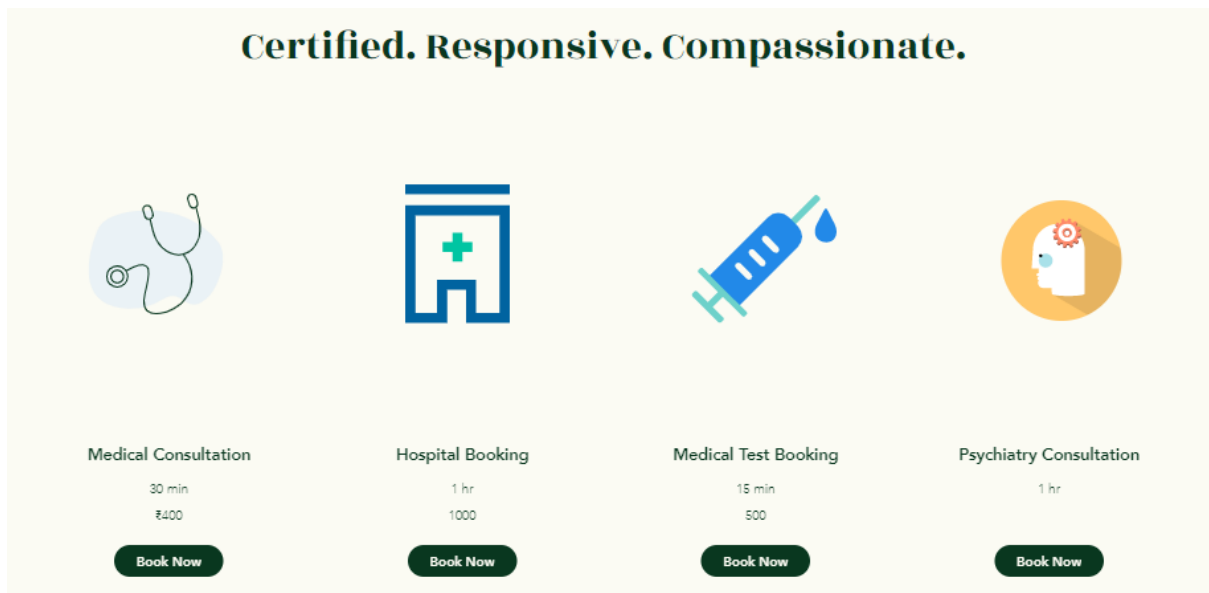 Certified. Responsive. Compassionate.
Medical Consultation
30 min
₹400
Book Now
Hospital Booking
1 hr
1000
Book Now
Medical Test Booking
15 min
500
Book Now
Psychiatry Consultation
1 hr
Book Now